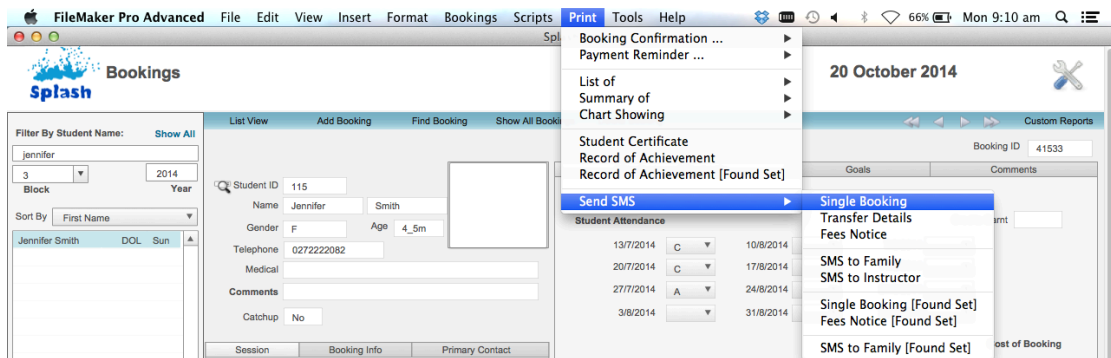 FileMaker Pro Advanced File Edit View Insert Format Bookings Scripts Print Tools Help 66% Mon 9:10 am
Booking Confirmation ...
Payment Reminder ...
List of
Summary of
Chart Showing
Student Certificate
Record of Achievement
Record of Achievement [Found Set]
Send SMS
Single Booking
Transfer Details
Fees Notice
SMS to Family
SMS to Instructor
Single Booking [Found Set]
Fees Notice [Found Set]
SMS to Family [Found Set]
Splash
Bookings
20 October 2014
List View Add Booking Find Booking Custom Reports
Filter By Student Name: Show All
jennifer
3 2014
Block Year
Sort By First Name
Jennifer Smith DOL Sun
Booking ID 41533
Goals Comments
Student ID 115
Name Jennifer Smith
Gender F Age 4_5m
Telephone 0272222082
Medical
Comments
Catchup No
Session Booking Info Primary Contact
Student Attendance
13/7/2014 C 10/8/2014
20/7/2014 C 17/8/2014
27/7/2014 A 24/8/2014
3/8/2014 31/8/2014
of Booking